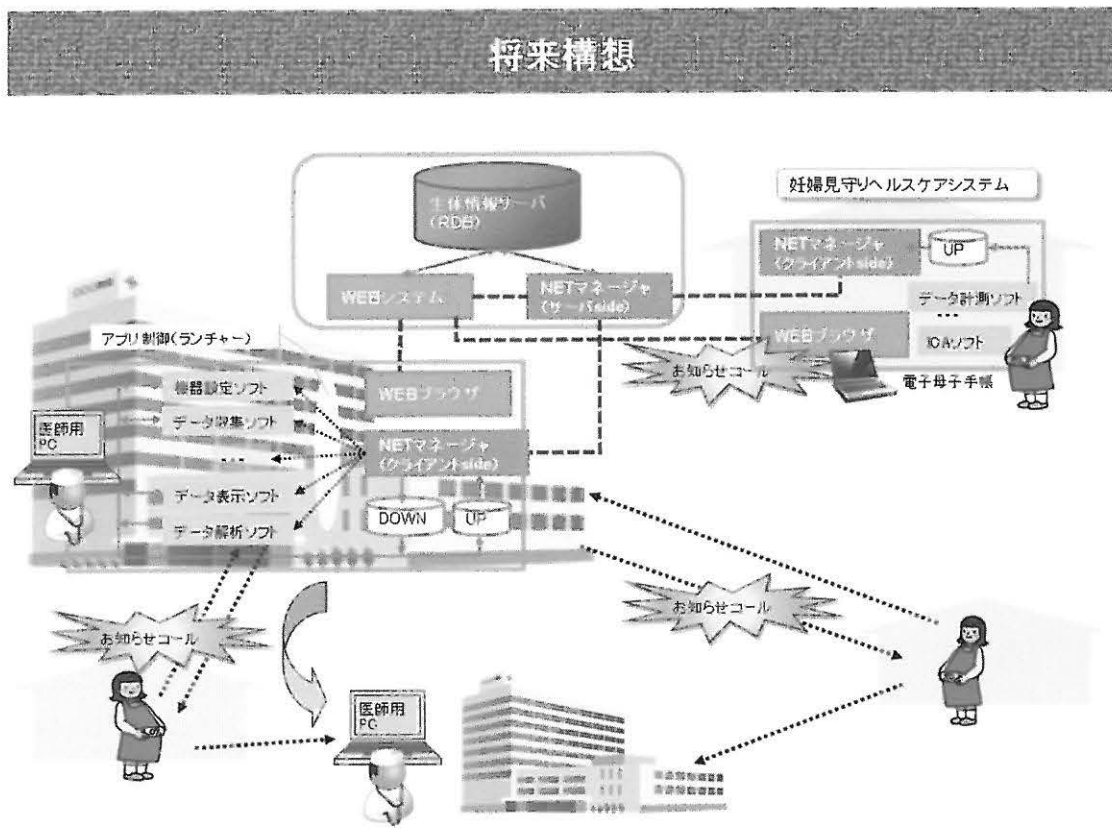 将来構想
生体情報サーバ
(RDB)
妊婦見守りヘルスケアシステム
NETマネージャ
(クライアントside)
UP
WEBシステム
NETマネージャ
(サーバside)
データ計測ソフト
・・・
WEBブラウザ
ICAソフト
お知らせコール
電子母子手帳
アプリ制御(ランチャー)
機器設定ソフト
WEBブラウザ
医師用
PC
データ収集ソフト
・・・
NETマネージャ
(クライアントside)
データ表示ソフト
データ解析ソフト
DOWN
UP
お知らせコール
お知らせコール
医師用
PC